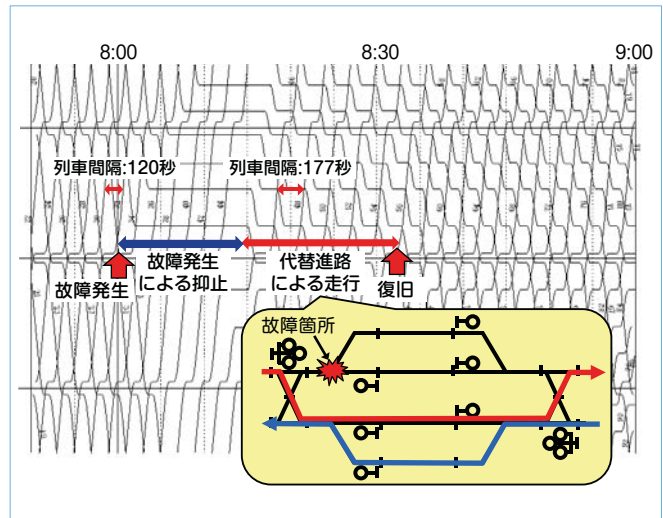 8:00
8:30
9:00
列車間隔:120秒
列車間隔:177秒
故障発生
故障発生
による抑止
代替進路
による走行
復旧
故障箇所